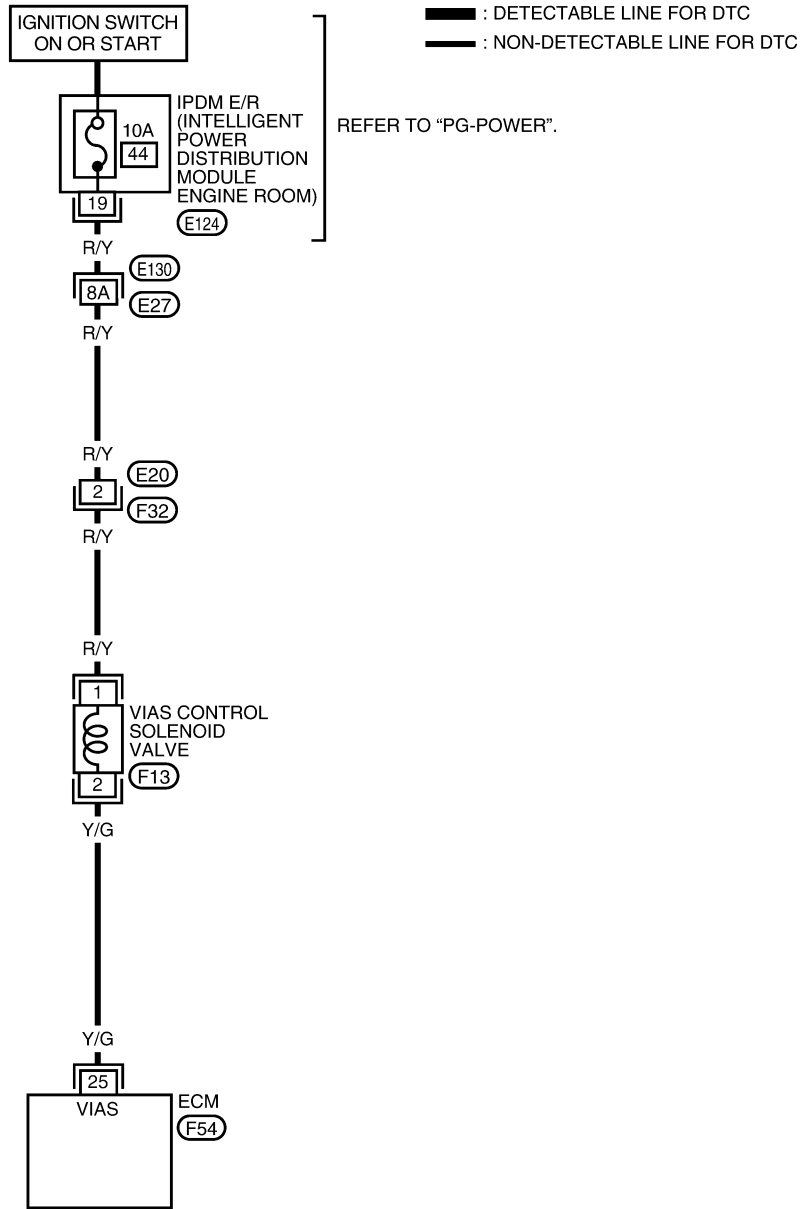 IGNITION SWITCH
ON OR START
: DETECTABLE LINE FOR DTC
: NON-DETECTABLE LINE FOR DTC
IPDM E/R
(INTELLIGENT
POWER
DISTRIBUTION
MODULE
ENGINE ROOM)
10A
44
REFER TO “PG-POWER”.
19
E124
R/Y
E130
8A
E27
R/Y
R/Y
E20
2
F32
R/Y
R/Y
1
VIAS CONTROL
SOLENOID
VALVE
2
F13
Y/G
Y/G
25
VIAS
ECM
F54